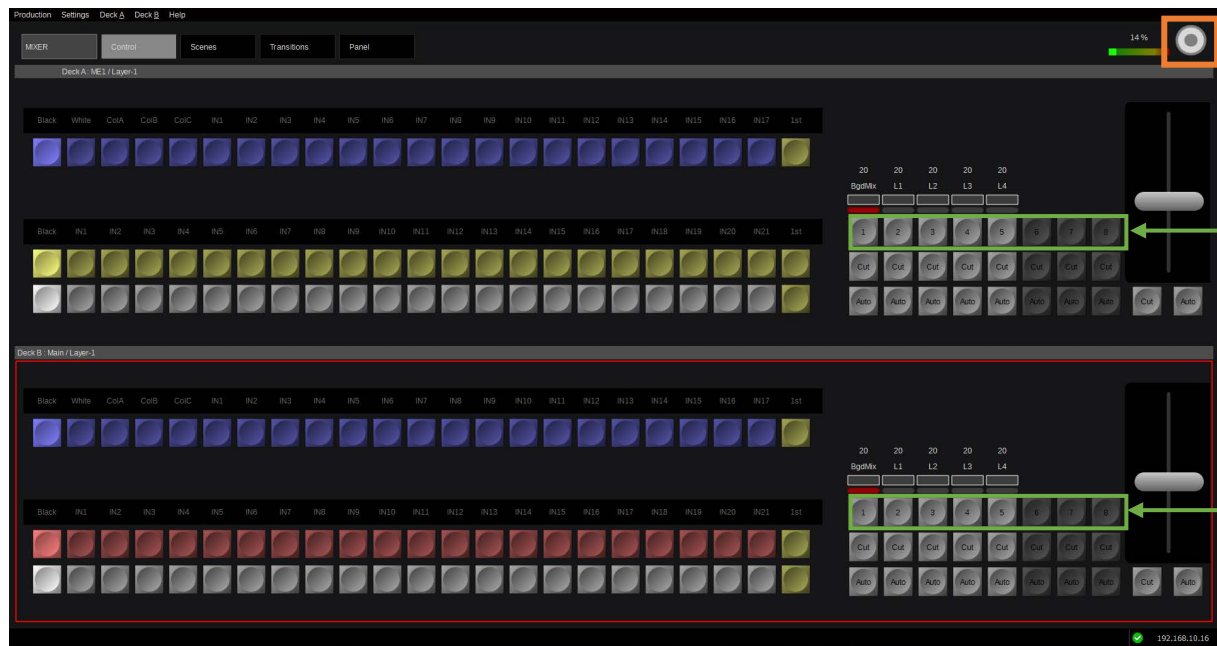 Production Settings Deck A Deck B Help
MIXER Control Scenes Transitions Panel 14 %
Deck A : ME1 / Layer-1
Black White ColA ColB ColC IN1 IN2 IN3 IN4 IN5 IN6 IN7 IN8 IN9 IN10 IN11 IN12 IN13 IN14 IN15 IN16 IN17 1st
20 20 20 20 20
BgdMix L1 L2 L3 L4
Black IN1 IN2 IN3 IN4 IN5 IN6 IN7 IN8 IN9 IN10 IN11 IN12 IN13 IN14 IN15 IN16 IN17 IN18 IN19 IN20 IN21 1st 1 2 3 4 5 6 7 8
Cut Cut Cut Cut Cut Cut Cut Cut
Auto Auto Auto Auto Auto Auto Auto Auto Cut Auto
Deck B : Main / Layer-1
Black White ColA ColB ColC IN1 IN2 IN3 IN4 IN5 IN6 IN7 IN8 IN9 IN10 IN11 IN12 IN13 IN14 IN15 IN16 IN17 1st
20 20 20 20 20
BgdMix L1 L2 L3 L4
Black IN1 IN2 IN3 IN4 IN5 IN6 IN7 IN8 IN9 IN10 IN11 IN12 IN13 IN14 IN15 IN16 IN17 IN18 IN19 IN20 IN21 1st 1 2 3 4 5 6 7 8
Cut Cut Cut Cut Cut Cut Cut Cut
Auto Auto Auto Auto Auto Auto Auto Auto Cut Auto
192.168.10.16